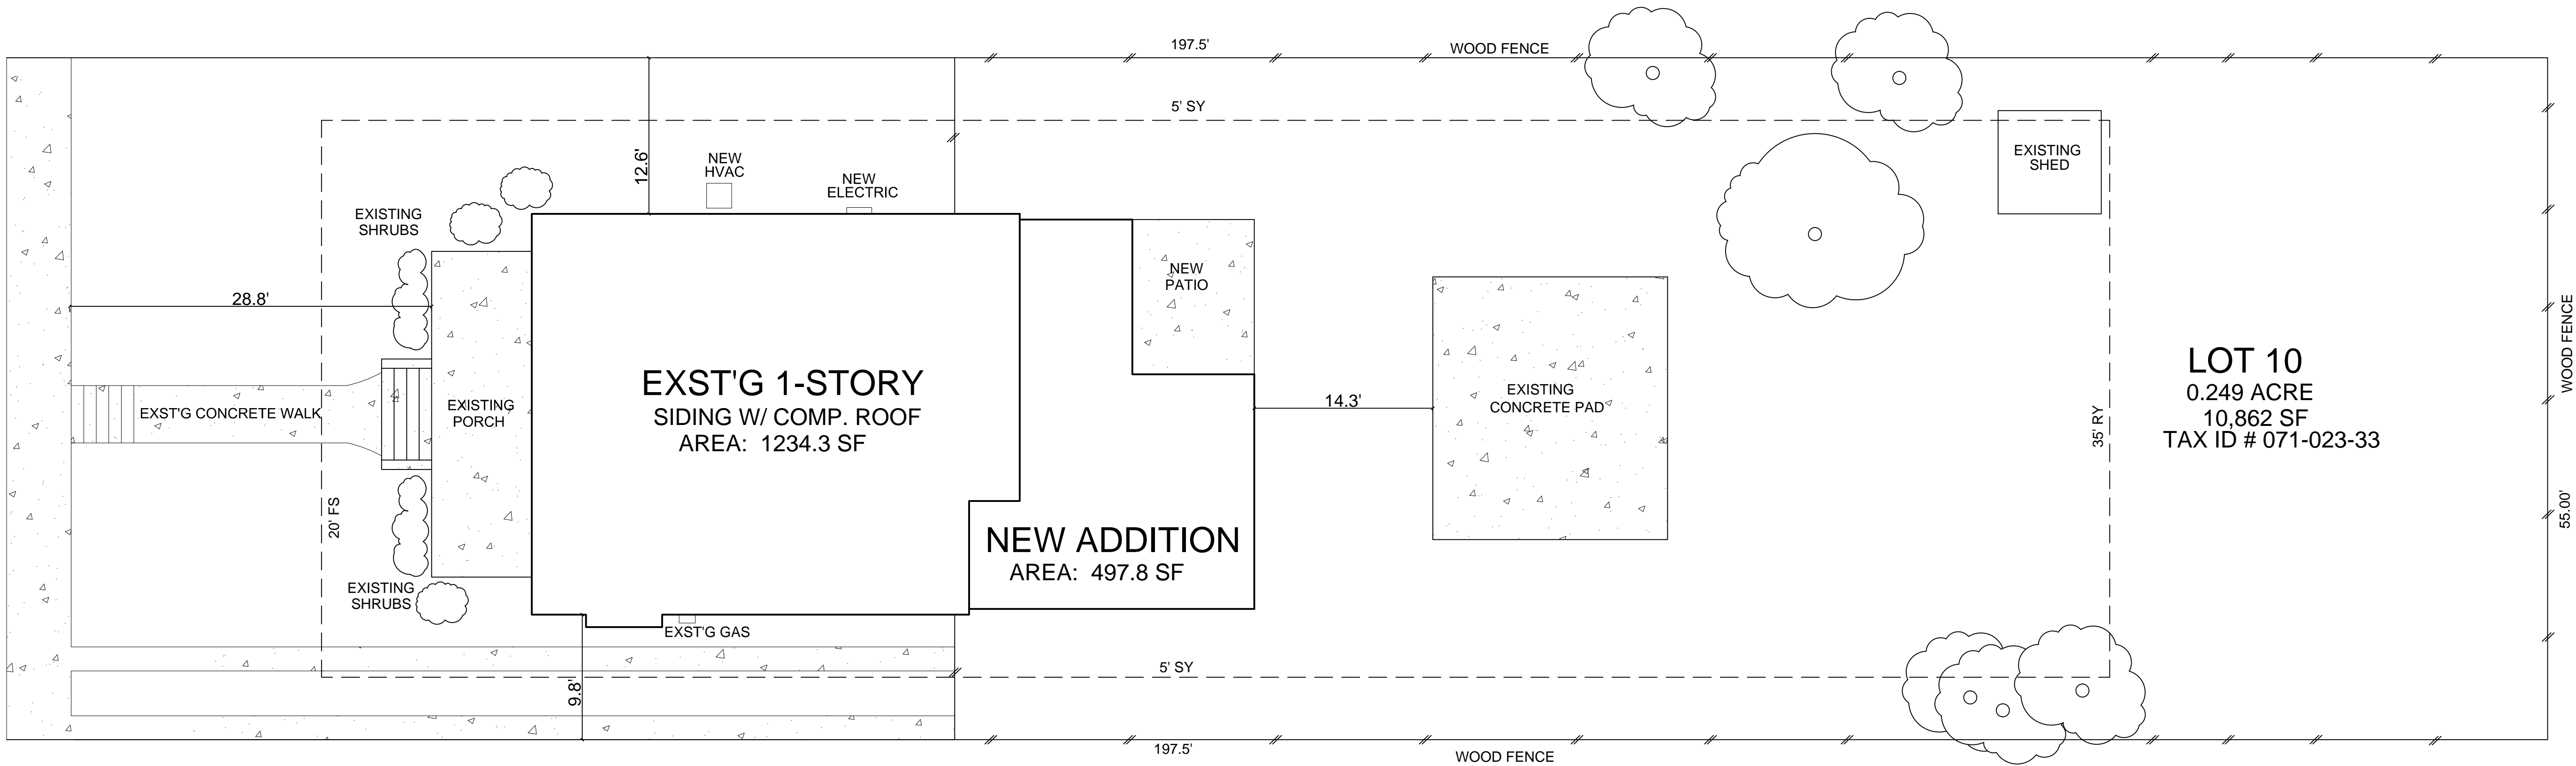 197.5'
WOOD FENCE
5' SY
12.6'
NEW
HVAC
NEW
ELECTRIC
EXISTING
SHED
EXISTING
SHRUBS
NEW
PATIO
28.8'
WOOD FENCE
LOT 10
0.249 ACRE
10,862 SF
TAX ID # 071-023-33
EXST'G 1-STORY
SIDING W/ COMP. ROOF
AREA: 1234.3 SF
EXISTING
PORCH
EXST'G CONCRETE WALK
14.3'
EXISTING
CONCRETE PAD
35' RY
20' FS
55.00'
NEW ADDITION
AREA: 497.8 SF
EXISTING
SHRUBS
EXST'G GAS
5' SY
9.8'
197.5'
WOOD FENCE